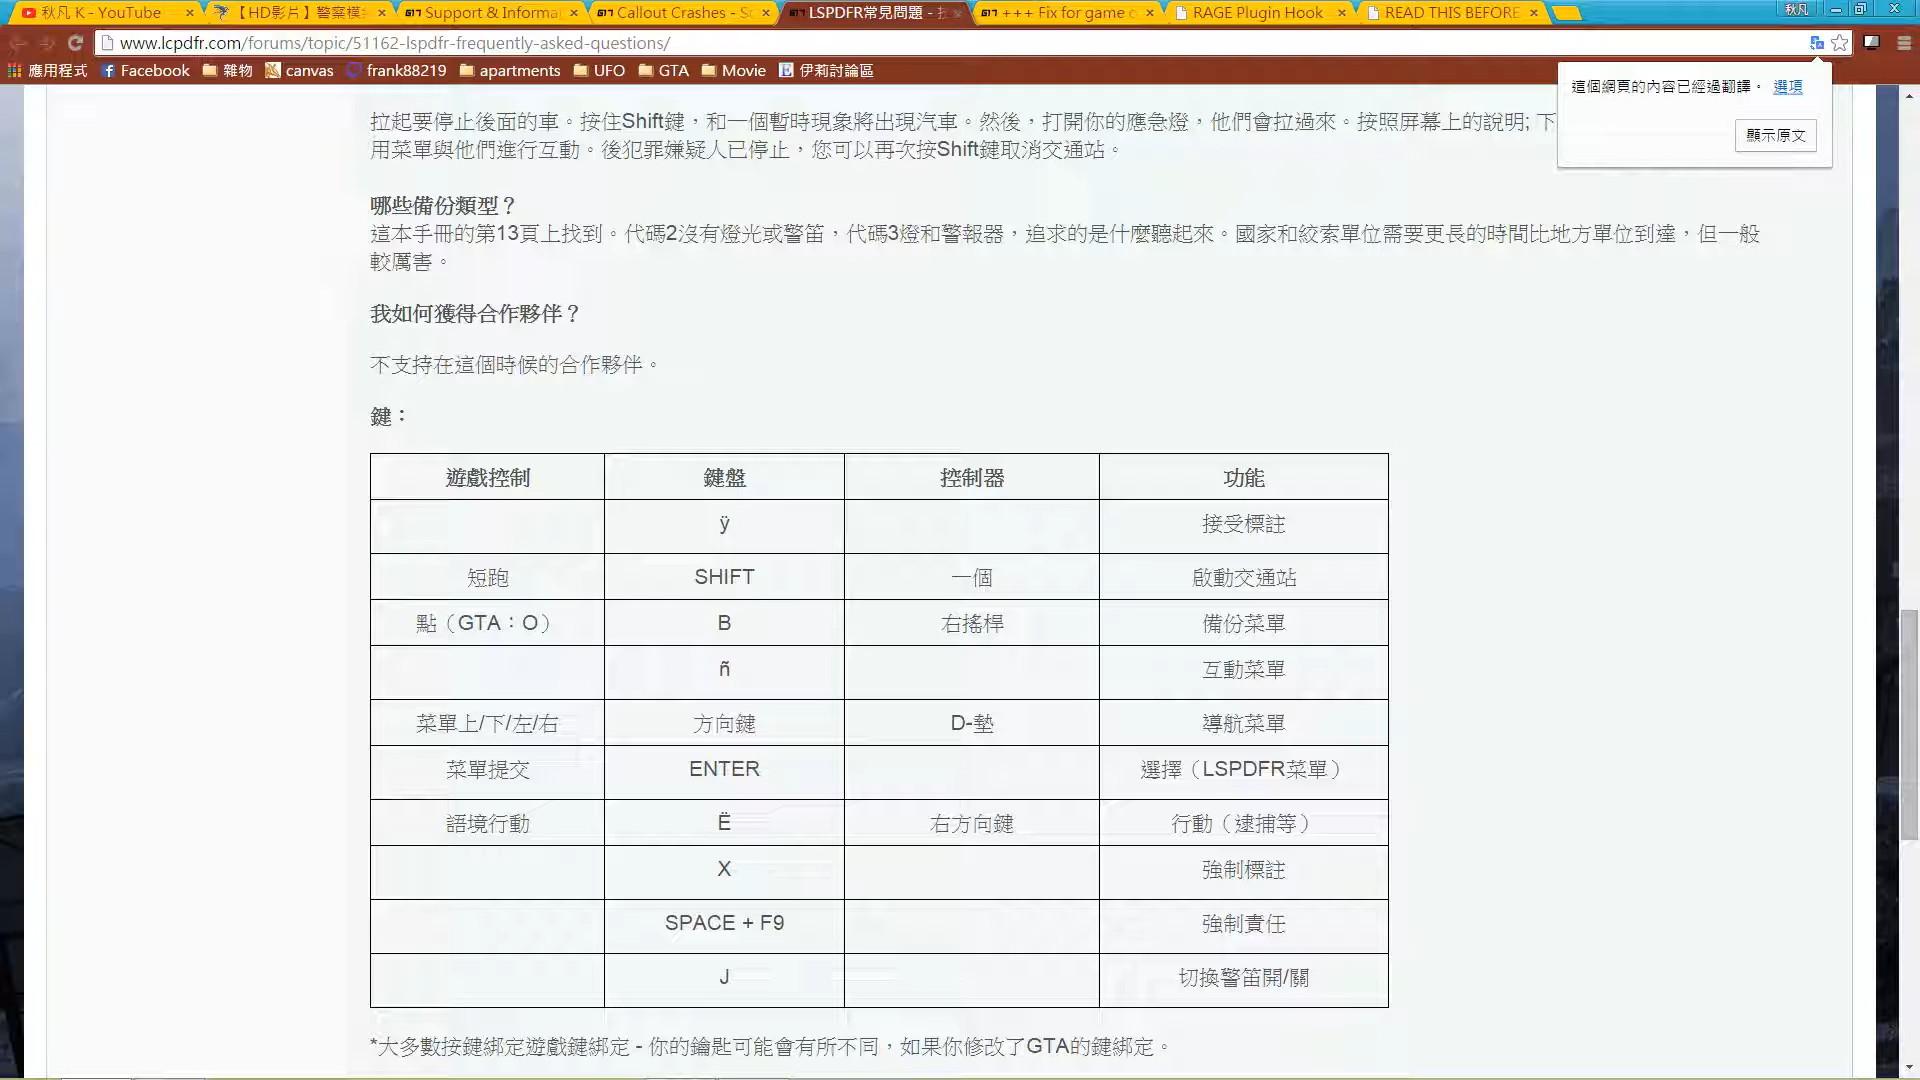 秋凡 K - YouTube
【HD影片】警察模
Support & Informa
Callout Crashes - Sc
LSPDFR常見問題 - 
+++ Fix for game c
RAGE Plugin Hook
READ THIS BEFORE
秋凡
www.lcpdfr.com/forums/topic/51162-lspdfr-frequently-asked-questions/
應用程式 Facebook 雜物 canvas frank88219 apartments UFO GTA Movie 伊莉討論區
這個網頁的內容已經過翻譯。 選項
顯示原文
拉起要停止後面的車。按住Shift鍵，和一個暫時現象將出現汽車。然後，打開你的應急燈，他們會拉過來。按照屏幕上的說明; 下
用菜單與他們進行互動。後犯罪嫌疑人已停止，您可以再次按Shift鍵取消交通站。
哪些備份類型？
這本手冊的第13頁上找到。代碼2沒有燈光或警笛，代碼3燈和警報器，追求的是什麼聽起來。國家和絞索單位需要更長的時間比地方單位到達，但一般
較厲害。
我如何獲得合作夥伴？
不支持在這個時候的合作夥伴。
鍵：
遊戲控制 鍵盤 控制器 功能
ÿ 接受標註
短跑 SHIFT 一個 啟動交通站
點（GTA：O） B 右搖桿 備份菜單
ñ 互動菜單
菜單上/下/左/右 方向鍵 D-墊 導航菜單
菜單提交 ENTER 選擇（LSPDFR菜單）
語境行動 Ë 右方向鍵 行動（逮捕等）
X 強制標註
SPACE + F9 強制責任
J 切換警笛開/關
*大多數按鍵綁定遊戲鍵綁定 - 你的鑰匙可能會有所不同，如果你修改了GTA的鍵綁定。